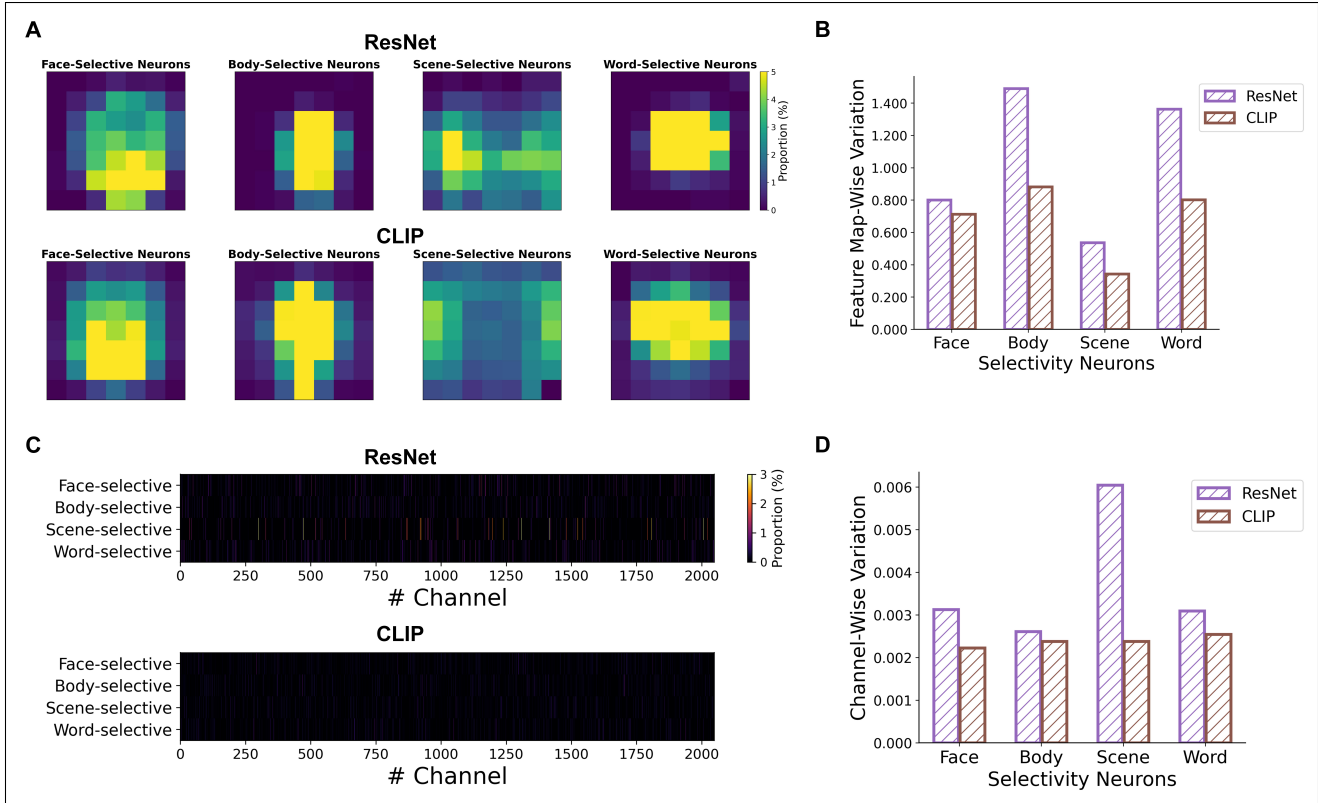 A
ResNet
Face-Selective Neurons
Body-Selective Neurons
Scene-Selective Neurons
Word-Selective Neurons
5
4
3
2
1
0
Proportion (%)
CLIP
Face-Selective Neurons
Body-Selective Neurons
Scene-Selective Neurons
Word-Selective Neurons
B
Feature Map-Wise Variation
1.400
1.200
1.000
0.800
0.600
0.400
0.200
0.000
ResNet
CLIP
Face
Body
Scene
Word
Selectivity Neurons
C
ResNet
Face-selective
Body-selective
Scene-selective
Word-selective
0 250 500 750 1000 1250 1500 1750 2000
# Channel
3
2
1
0
Proportion (%)
CLIP
Face-selective
Body-selective
Scene-selective
Word-selective
0 250 500 750 1000 1250 1500 1750 2000
# Channel
D
Channel-Wise Variation
0.006
0.005
0.004
0.003
0.002
0.001
0.000
ResNet
CLIP
Face
Body
Scene
Word
Selectivity Neurons